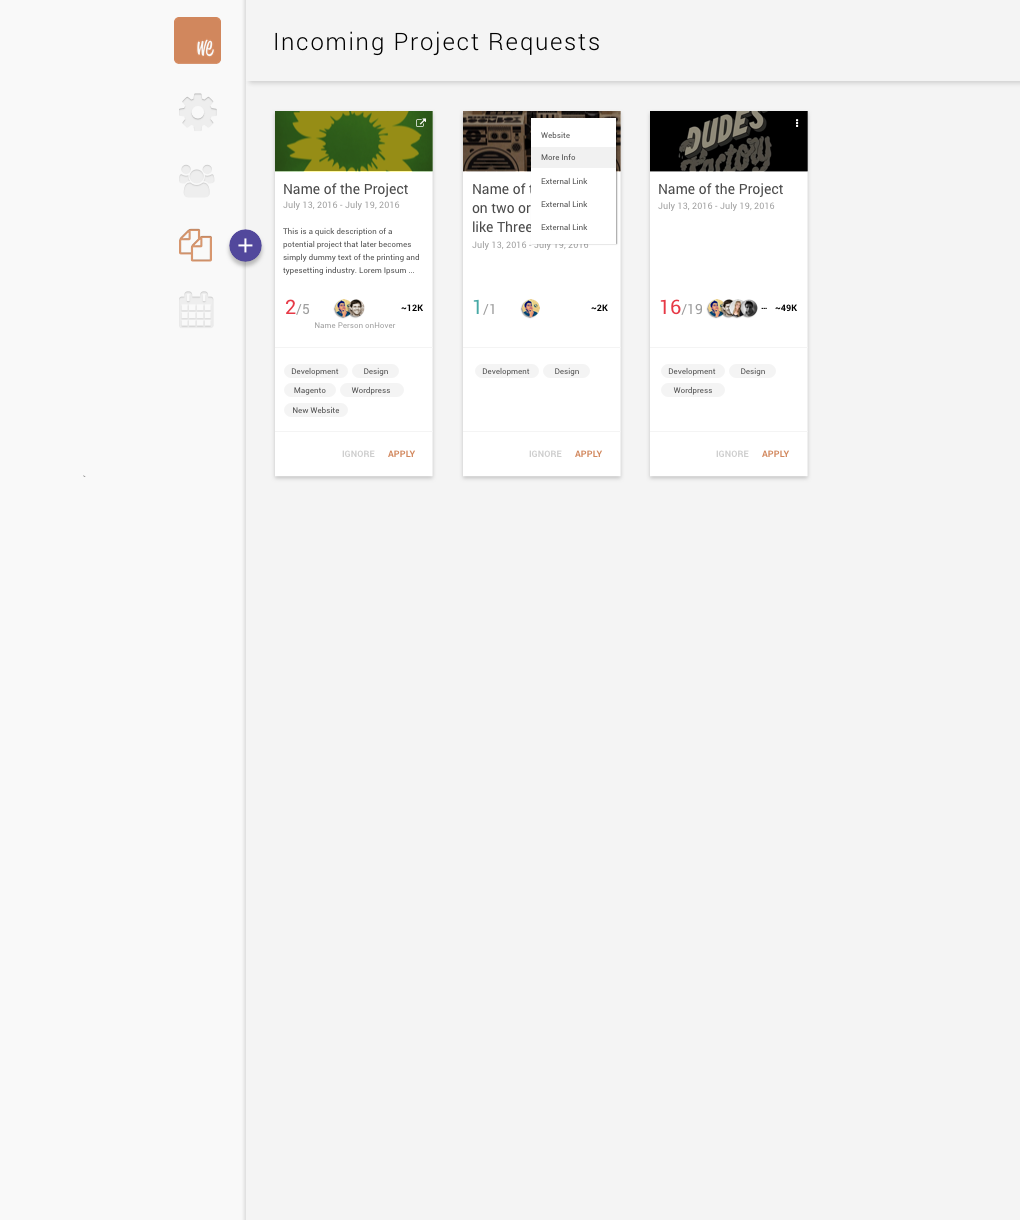 we
Incoming Project Requests
Name of the Project
July 13, 2016 - July 19, 2016
This is a quick description of a
potential project that later becomes
simply dummy text of the printing and
typesetting industry. Lorem Ipsum ...
2/5
~12K
Name Person onHover
Development
Design
Magento
Wordpress
New Website
IGNORE
APPLY
Website
More Info
External Link
External Link
External Link
Name of t
on two or
like Three
July 13, 2016 - July 19, 2016
1/1
~2K
Development
Design
IGNORE
APPLY
DUDES
Factory
Name of the Project
July 13, 2016 - July 19, 2016
16/19
...
~49K
Development
Design
Wordpress
IGNORE
APPLY